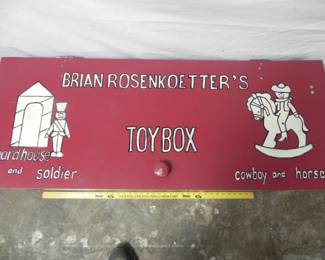 BRIAN ROSENKOETTER'S
TOYBOX
guardhouse
and soldier
cowboy and horse